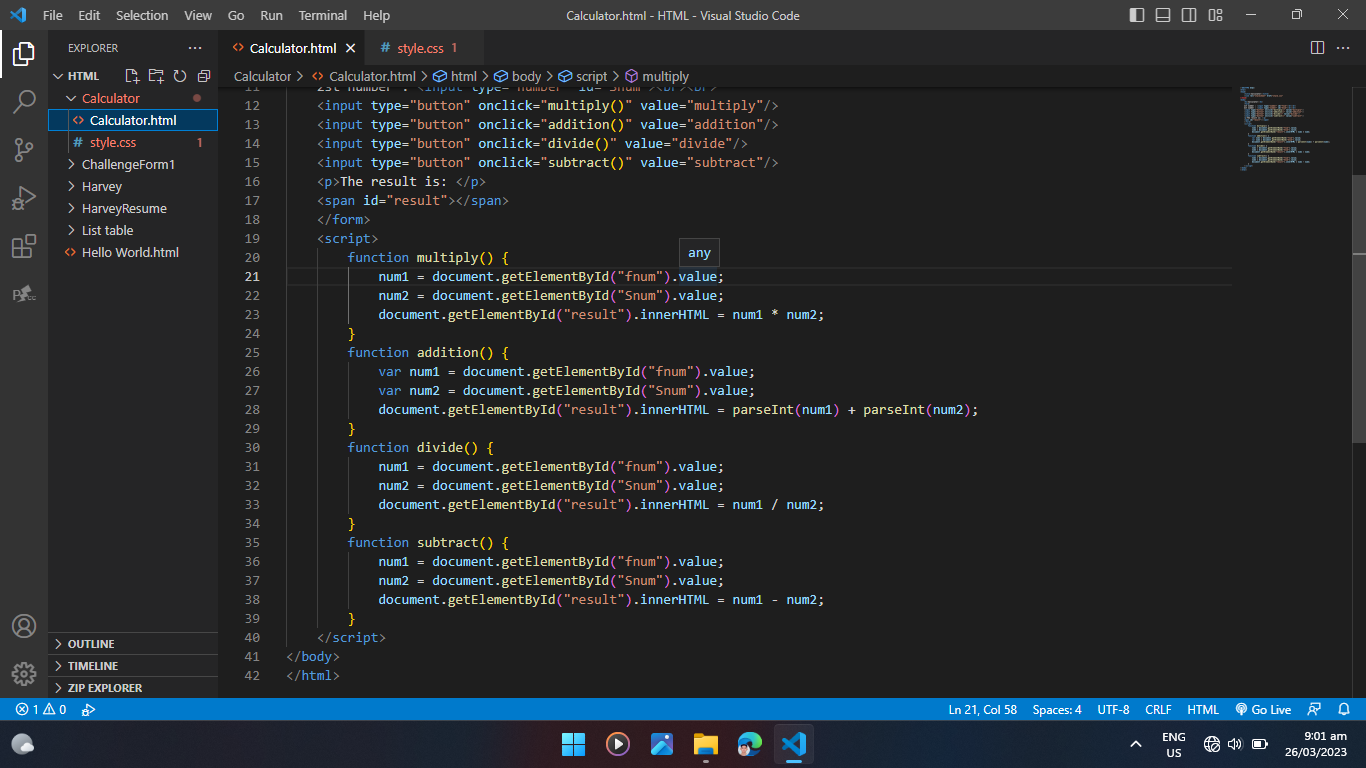 File Edit Selection View Go Run Terminal Help Calculator.html - HTML - Visual Studio Code
EXPLORER
HTML
Calculator
Calculator.html
style.css 1
ChallengeForm1
Harvey
HarveyResume
List table
Hello World.html
OUTLINE
TIMELINE
ZIP EXPLORER
Calculator.html style.css 1
Calculator > Calculator.html > html > body > script > multiply
11 2st number : <input type="number" id="Snum"><br><br>
12 <input type="button" onclick="multiply()" value="multiply"/>
13 <input type="button" onclick="addition()" value="addition"/>
14 <input type="button" onclick="divide()" value="divide"/>
15 <input type="button" onclick="subtract()" value="subtract"/>
16 <p>The result is: </p>
17 <span id="result"></span>
18 </form>
19 <script>
20 function multiply() {
any
21 num1 = document.getElementById("fnum").value;
22 num2 = document.getElementById("Snum").value;
23 document.getElementById("result").innerHTML = num1 * num2;
24 }
25 function addition() {
26 var num1 = document.getElementById("fnum").value;
27 var num2 = document.getElementById("Snum").value;
28 document.getElementById("result").innerHTML = parseInt(num1) + parseInt(num2);
29 }
30 function divide() {
31 num1 = document.getElementById("fnum").value;
32 num2 = document.getElementById("Snum").value;
33 document.getElementById("result").innerHTML = num1 / num2;
34 }
35 function subtract() {
36 num1 = document.getElementById("fnum").value;
37 num2 = document.getElementById("Snum").value;
38 document.getElementById("result").innerHTML = num1 - num2;
39 }
40 </script>
41 </body>
42 </html>
1 0 Ln 21, Col 58 Spaces: 4 UTF-8 CRLF HTML Go Live
ENG
US
9:01 am
26/03/2023